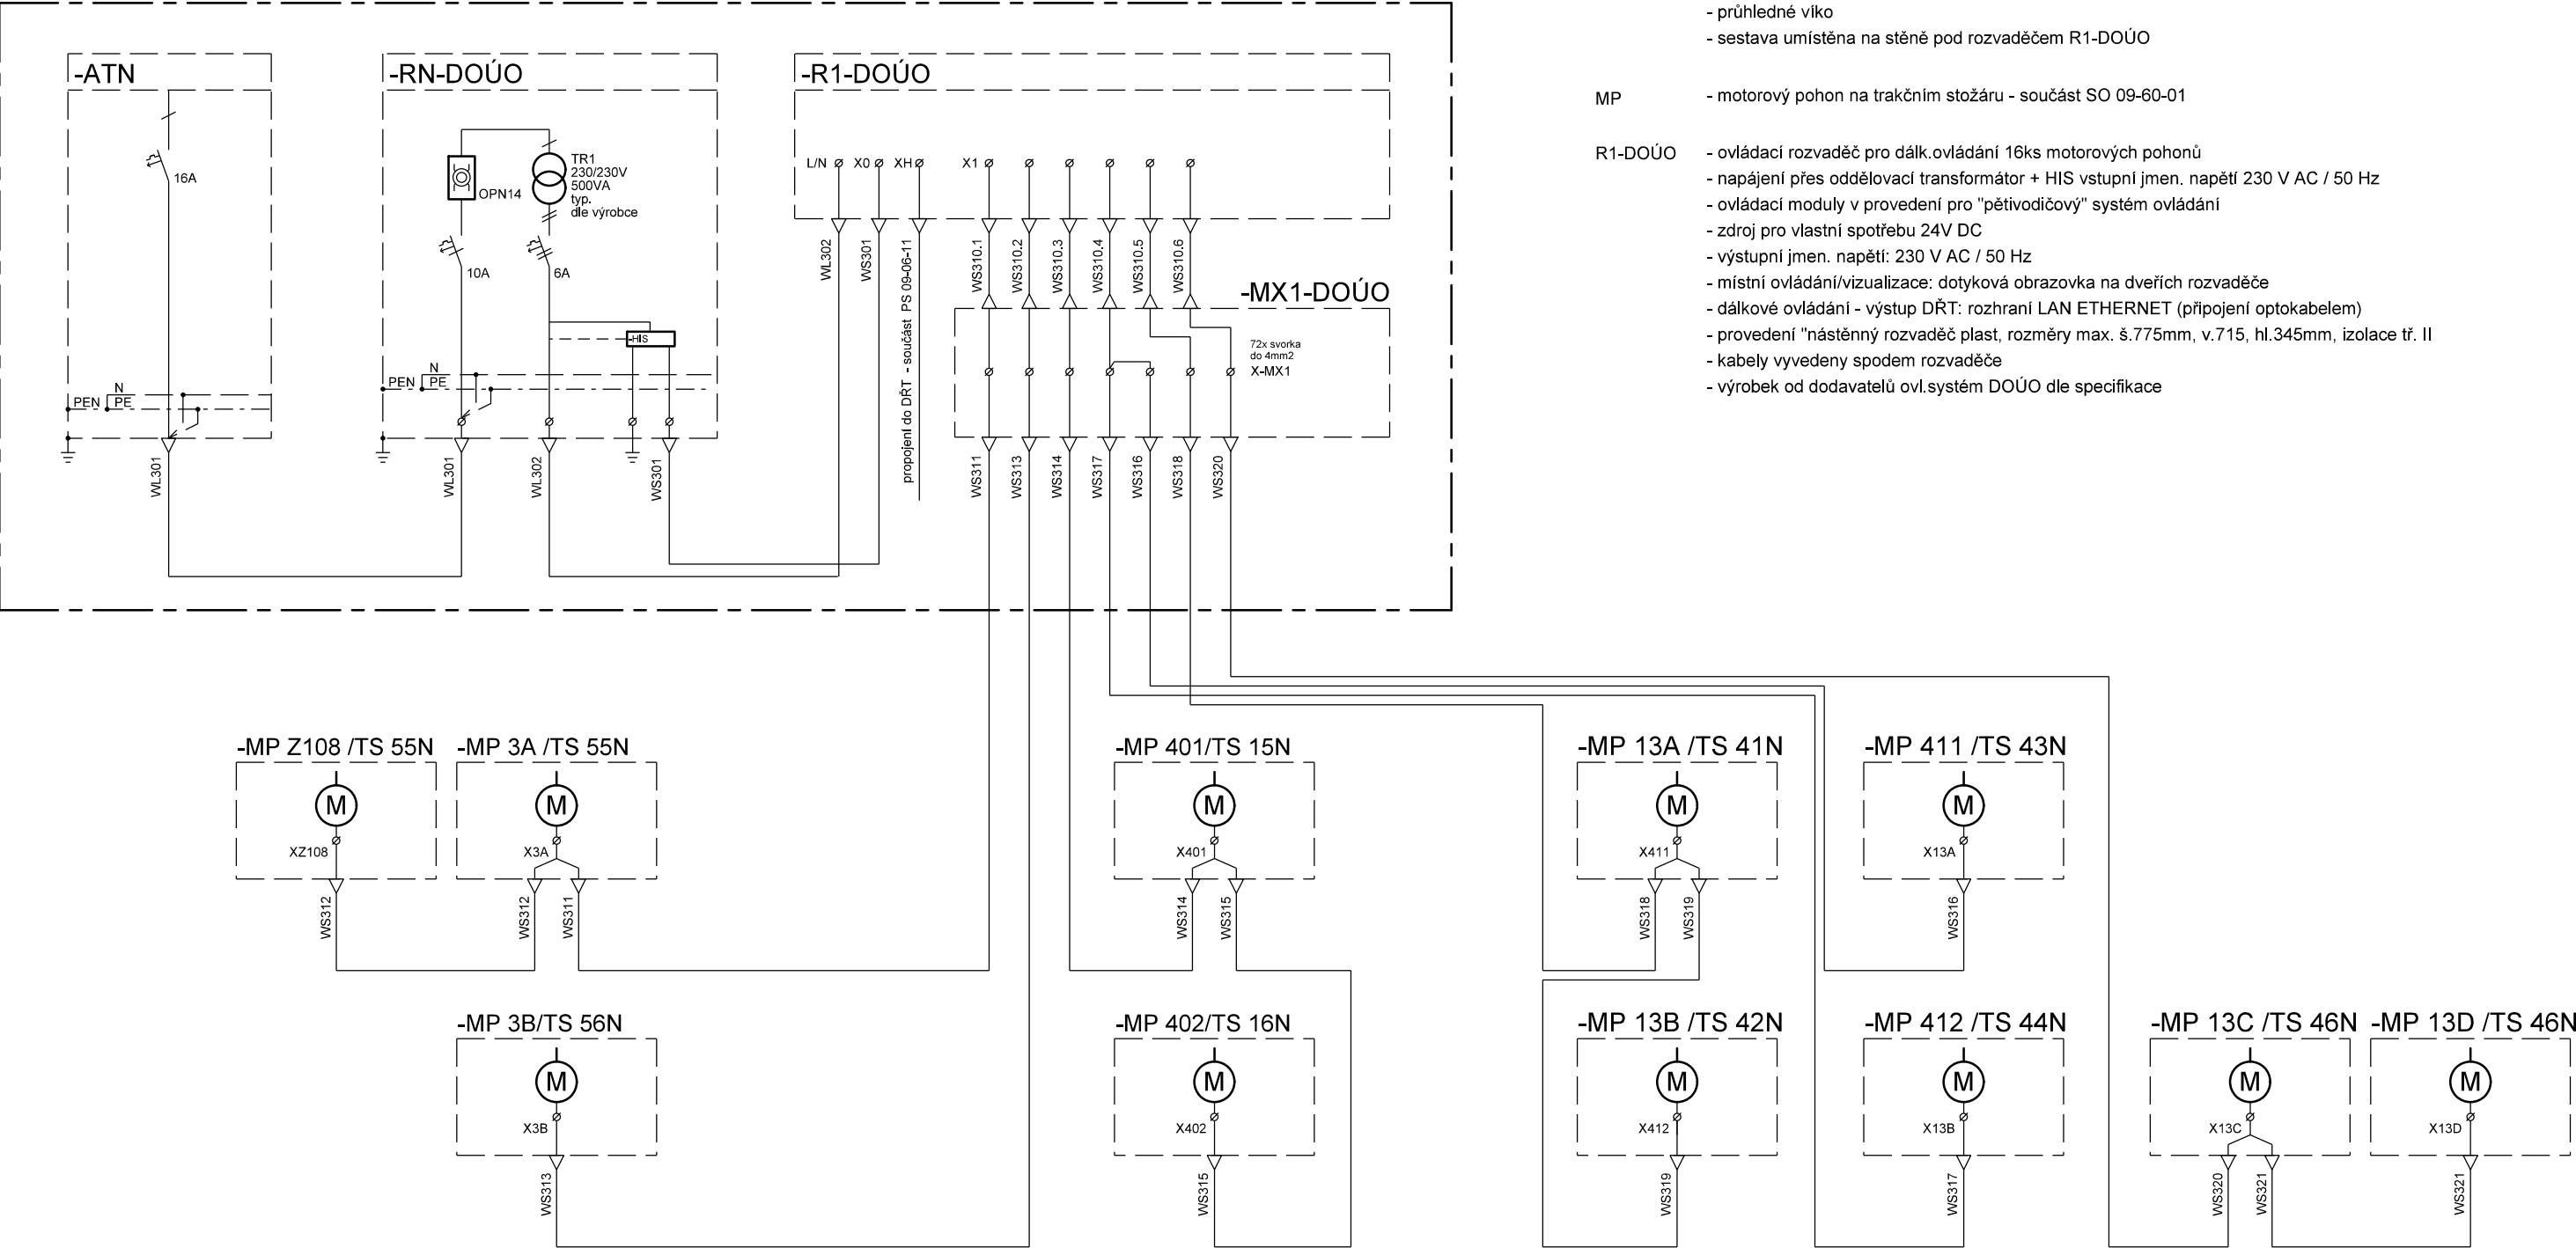 - průhledné víko
- sestava umístěna na stěně pod rozvaděčem R1-DOÚO
MP - motorový pohon na trakčním stožáru - součást SO 09-60-01
R1-DOÚO - ovládací rozvaděč pro dálk.ovládání 16ks motorových pohonů
- napájení přes oddělovací transformátor + HIS vstupní jmen. napětí 230 V AC / 50 Hz
- ovládací moduly v provedení pro "pětivodičový" systém ovládání
- zdroj pro vlastní spotřebu 24V DC
- výstupní jmen. napětí: 230 V AC / 50 Hz
- místní ovládání/vizualizace: dotyková obrazovka na dveřích rozvaděče
- dálkové ovládání - výstup DŘT: rozhraní LAN ETHERNET (připojení optokabelem)
- provedení "nástěnný rozvaděč plast, rozměry max. š.775mm, v.715, hl.345mm, izolace tř. II
- kabely vyvedeny spodem rozvaděče
- výrobek od dodavatelů ovl.systém DOÚO dle specifikace
-ATN
16A
N
PEN PE
WL301
-RN-DOÚO
OPN14
TR1
230/230V
500VA
typ.
dle výrobce
10A
6A
-HIS
N
PEN PE
WL301
WL302
WS301
-R1-DOÚO
L/N X0 XH X1
WL302
WS301
propojení do DŘT - součást PS 09-06-11
WS310.1
WS310.2
WS310.3
WS310.4
WS310.5
WS310.6
-MX1-DOÚO
72x svorka
do 4mm2
X-MX1
WS311
WS313
WS314
WS317
WS316
WS318
WS320
-MP Z108 /TS 55N
M
XZ108
WS312
-MP 3A /TS 55N
M
X3A
WS312
WS311
-MP 401/TS 15N
M
X401
WS314
WS315
-MP 13A /TS 41N
M
X411
WS318
WS319
-MP 411 /TS 43N
M
X13A
WS316
-MP 3B/TS 56N
M
X3B
WS313
-MP 402/TS 16N
M
X402
WS315
-MP 13B /TS 42N
M
X412
WS319
-MP 412 /TS 44N
M
X13B
WS317
-MP 13C /TS 46N
M
X13C
WS320
WS321
-MP 13D /TS 46N
M
X13D
WS321